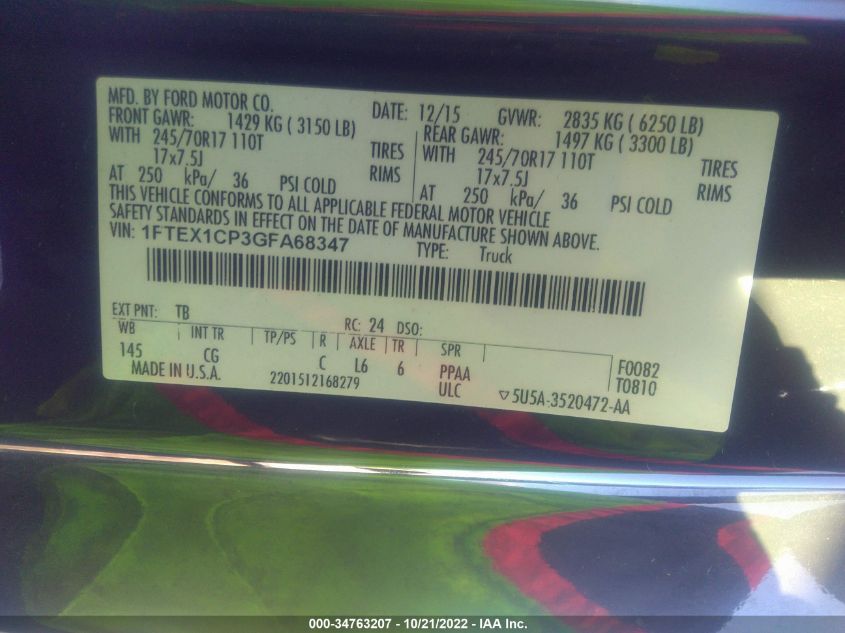 MFD. BY FORD MOTOR CO. DATE: 12/15 GVWR: 2835 KG ( 6250 LB)
FRONT GAWR: 1429 KG ( 3150 LB) REAR GAWR: 1497 KG ( 3300 LB)
WITH 245/70R17 110T TIRES WITH 245/70R17 110T TIRES
17x7.5J RIMS 17x7.5J RIMS
AT 250 kPa/ 36 PSI COLD AT 250 kPa/ 36 PSI COLD
THIS VEHICLE CONFORMS TO ALL APPLICABLE FEDERAL MOTOR VEHICLE
SAFETY STANDARDS IN EFFECT ON THE DATE OF MANUFACTURE SHOWN ABOVE.
VIN: 1FTEX1CP3GFA68347 TYPE: Truck
EXT PNT: TB RC: 24 DSO:
WB INT TR TP/PS R AXLE TR SPR
145 CG C L6 6 PPAA F0082
MADE IN U.S.A. 2201512168279 ULC ▽5U5A-3520472-AA T0810
000-34763207 - 10/21/2022 - IAA Inc.